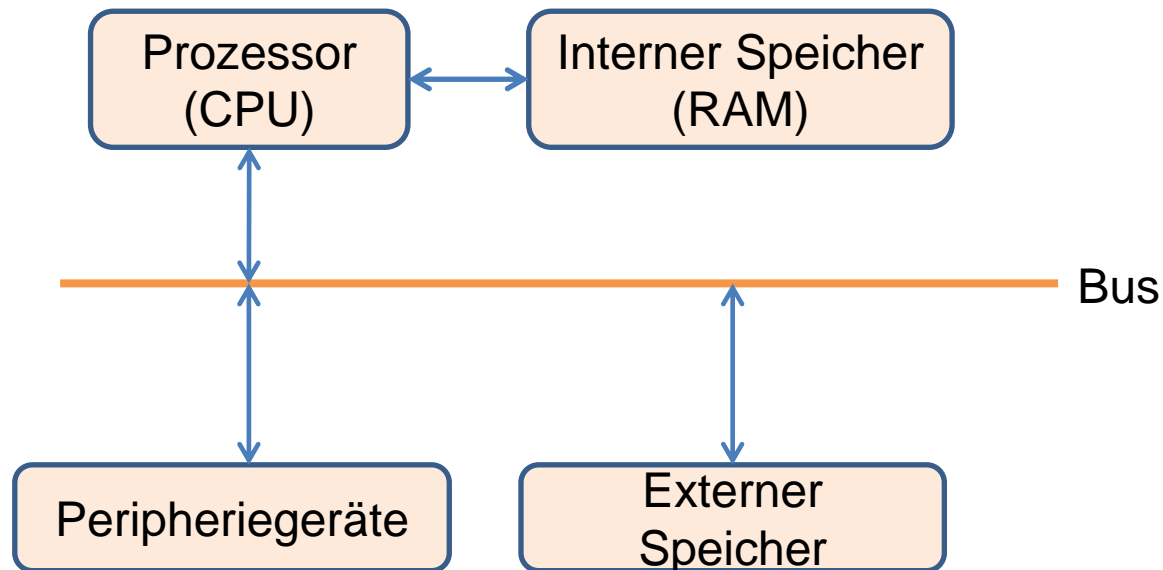 Prozessor
(CPU)
Interner Speicher
(RAM)
Bus
Peripheriegeräte
Externer
Speicher